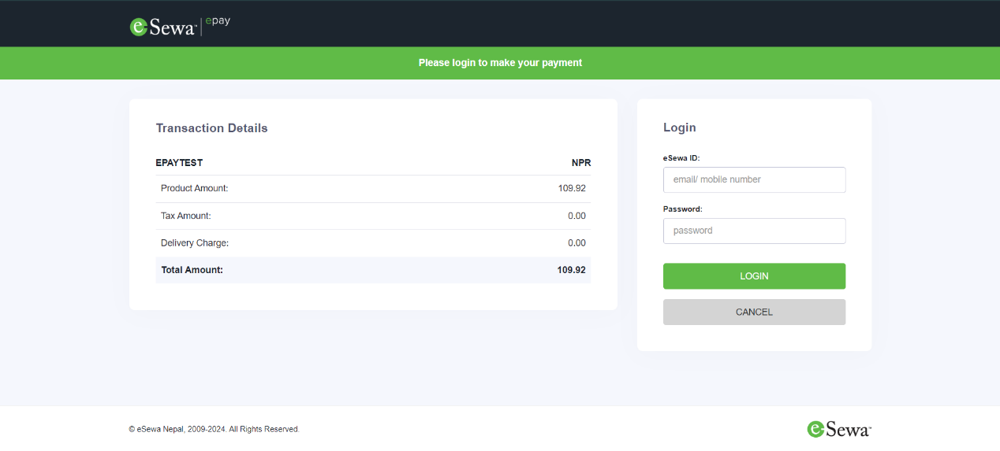 eSewa™ epay
Please login to make your payment
Transaction Details
EPAYTEST NPR
Product Amount: 109.92
Tax Amount: 0.00
Delivery Charge: 0.00
Total Amount: 109.92
Login
eSewa ID:
email/ mobile number
Password:
password
LOGIN
CANCEL
© eSewa Nepal, 2009-2024. All Rights Reserved.
eSewa™